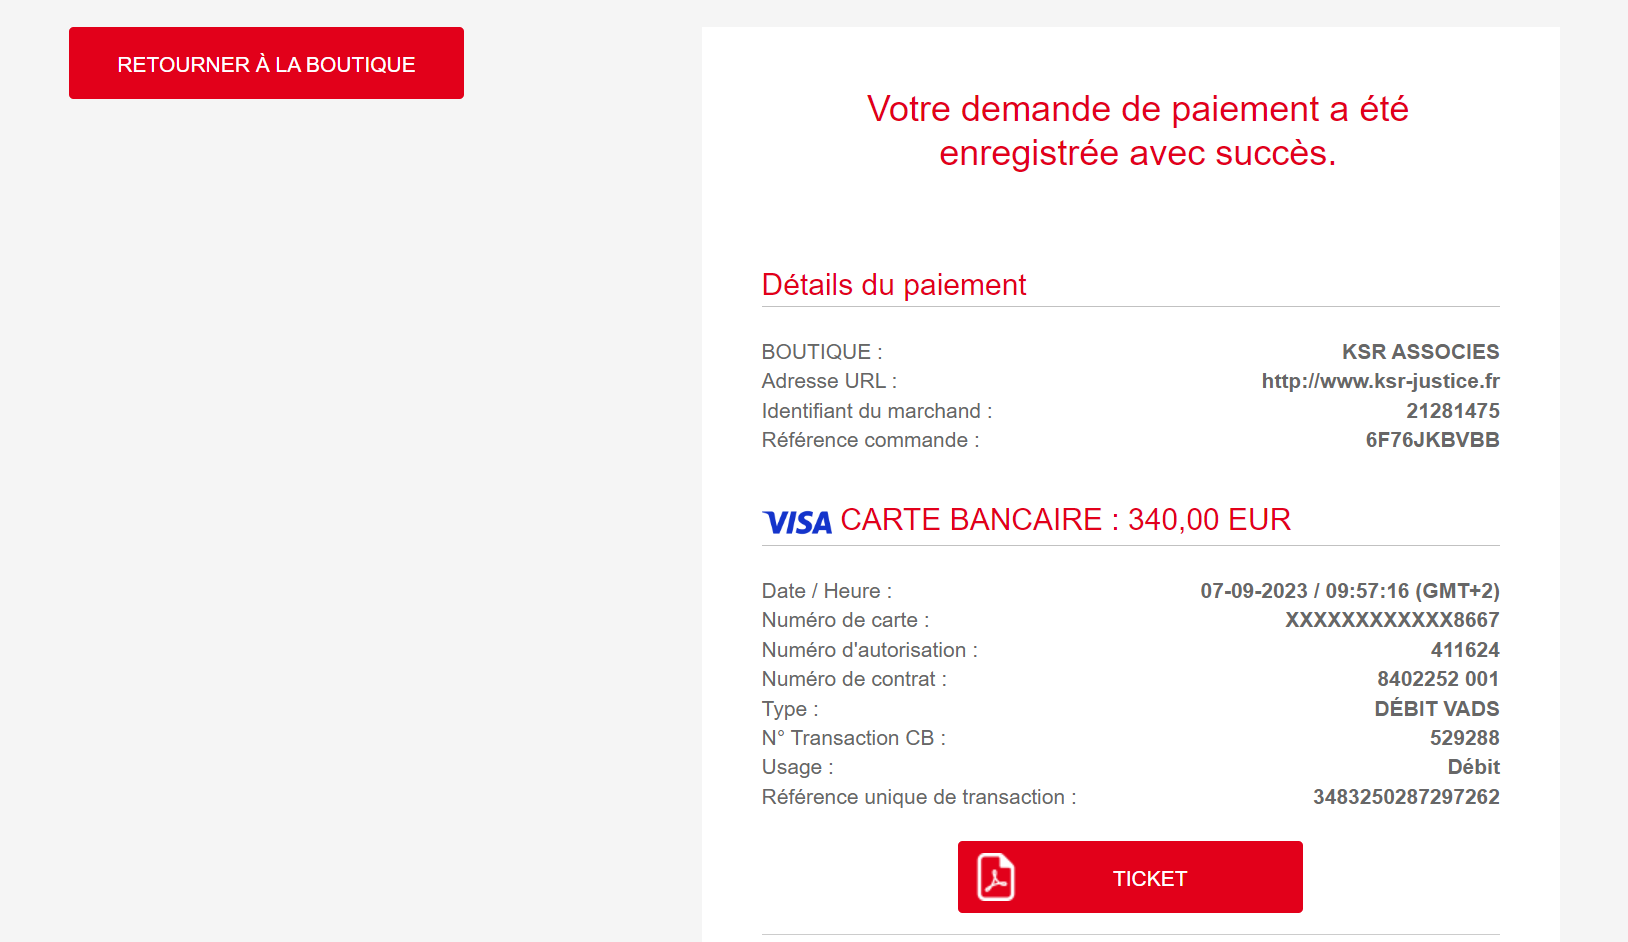 RETOURNER À LA BOUTIQUE
Votre demande de paiement a été
enregistrée avec succès.
Détails du paiement
BOUTIQUE : KSR ASSOCIES
Adresse URL : http://www.ksr-justice.fr
Identifiant du marchand : 21281475
Référence commande : 6F76JKBVBB
VISA CARTE BANCAIRE : 340,00 EUR
Date / Heure : 07-09-2023 / 09:57:16 (GMT+2)
Numéro de carte : XXXXXXXXXXXX8667
Numéro d'autorisation : 411624
Numéro de contrat : 8402252 001
Type : DÉBIT VADS
N° Transaction CB : 529288
Usage : Débit
Référence unique de transaction : 3483250287297262
TICKET